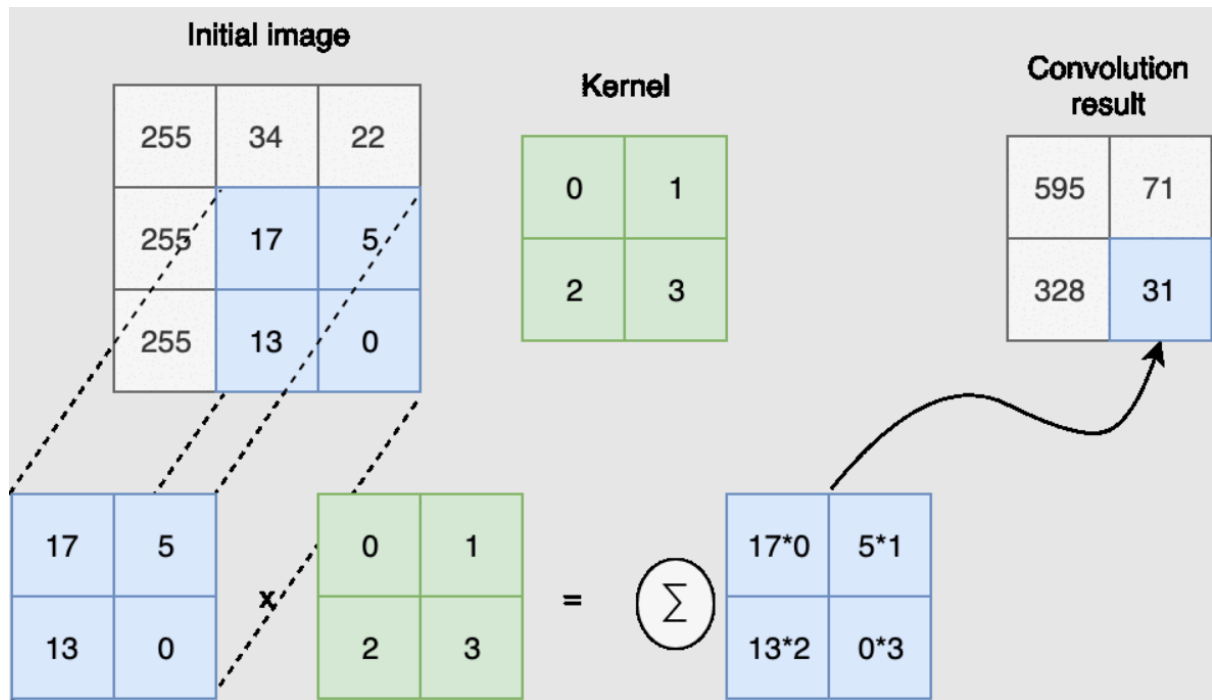 Initial image
Kernel
Convolution
result
255 34 22
255 17 5
255 13 0
0 1
2 3
595 71
328 31
17 5
13 0
x
0 1
2 3
=
∑
17*0 5*1
13*2 0*3